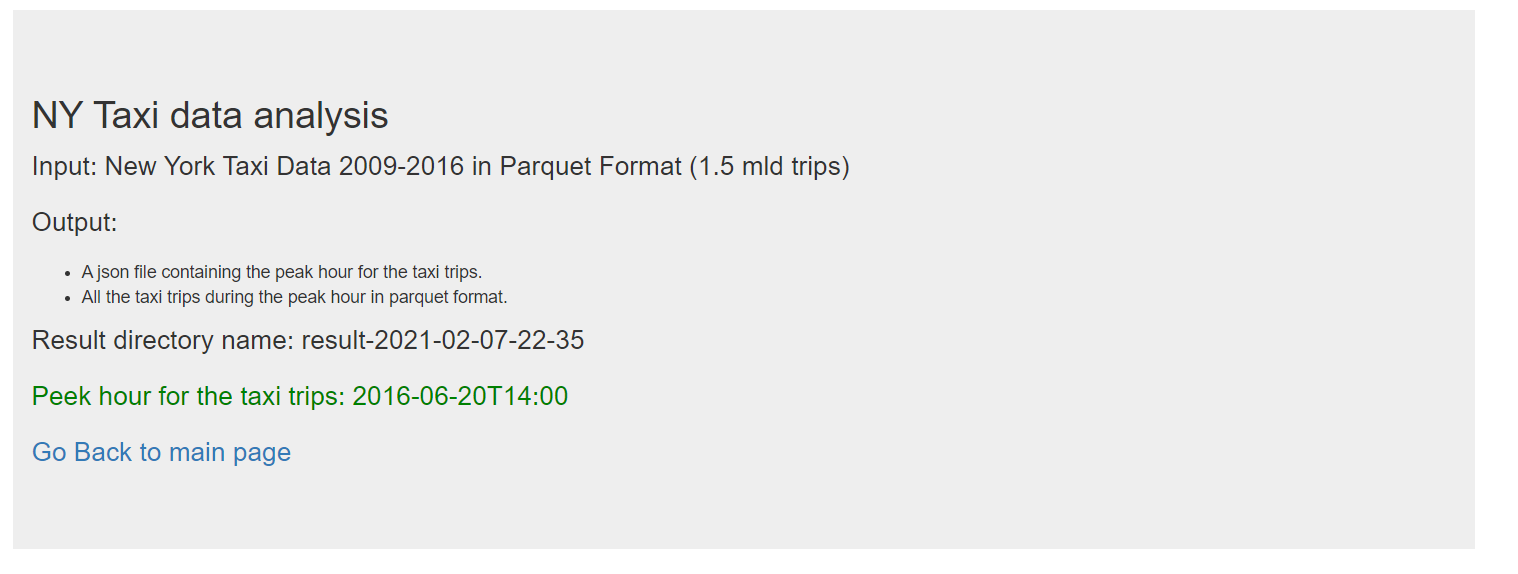 NY Taxi data analysis
Input: New York Taxi Data 2009-2016 in Parquet Format (1.5 mld trips)
Output:
• A json file containing the peak hour for the taxi trips.
• All the taxi trips during the peak hour in parquet format.
Result directory name: result-2021-02-07-22-35
Peek hour for the taxi trips: 2016-06-20T14:00
Go Back to main page